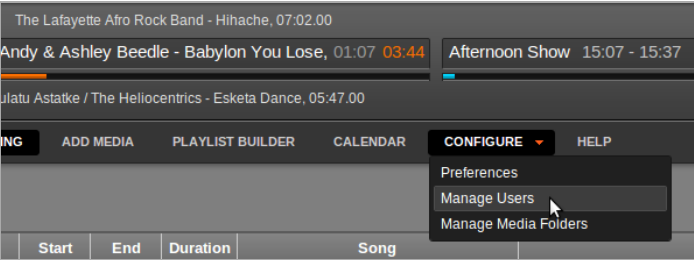 The Lafayette Afro Rock Band - Hihache, 07:02.00
Andy & Ashley Beedle - Babylon You Lose, 01:07 03:44 Afternoon Show 15:07 - 15:37
ulatu Astatke / The Heliocentrics - Esketa Dance, 05:47.00
ING ADD MEDIA PLAYLIST BUILDER CALENDAR CONFIGURE HELP
Preferences
Manage Users
Manage Media Folders
Start End Duration Song